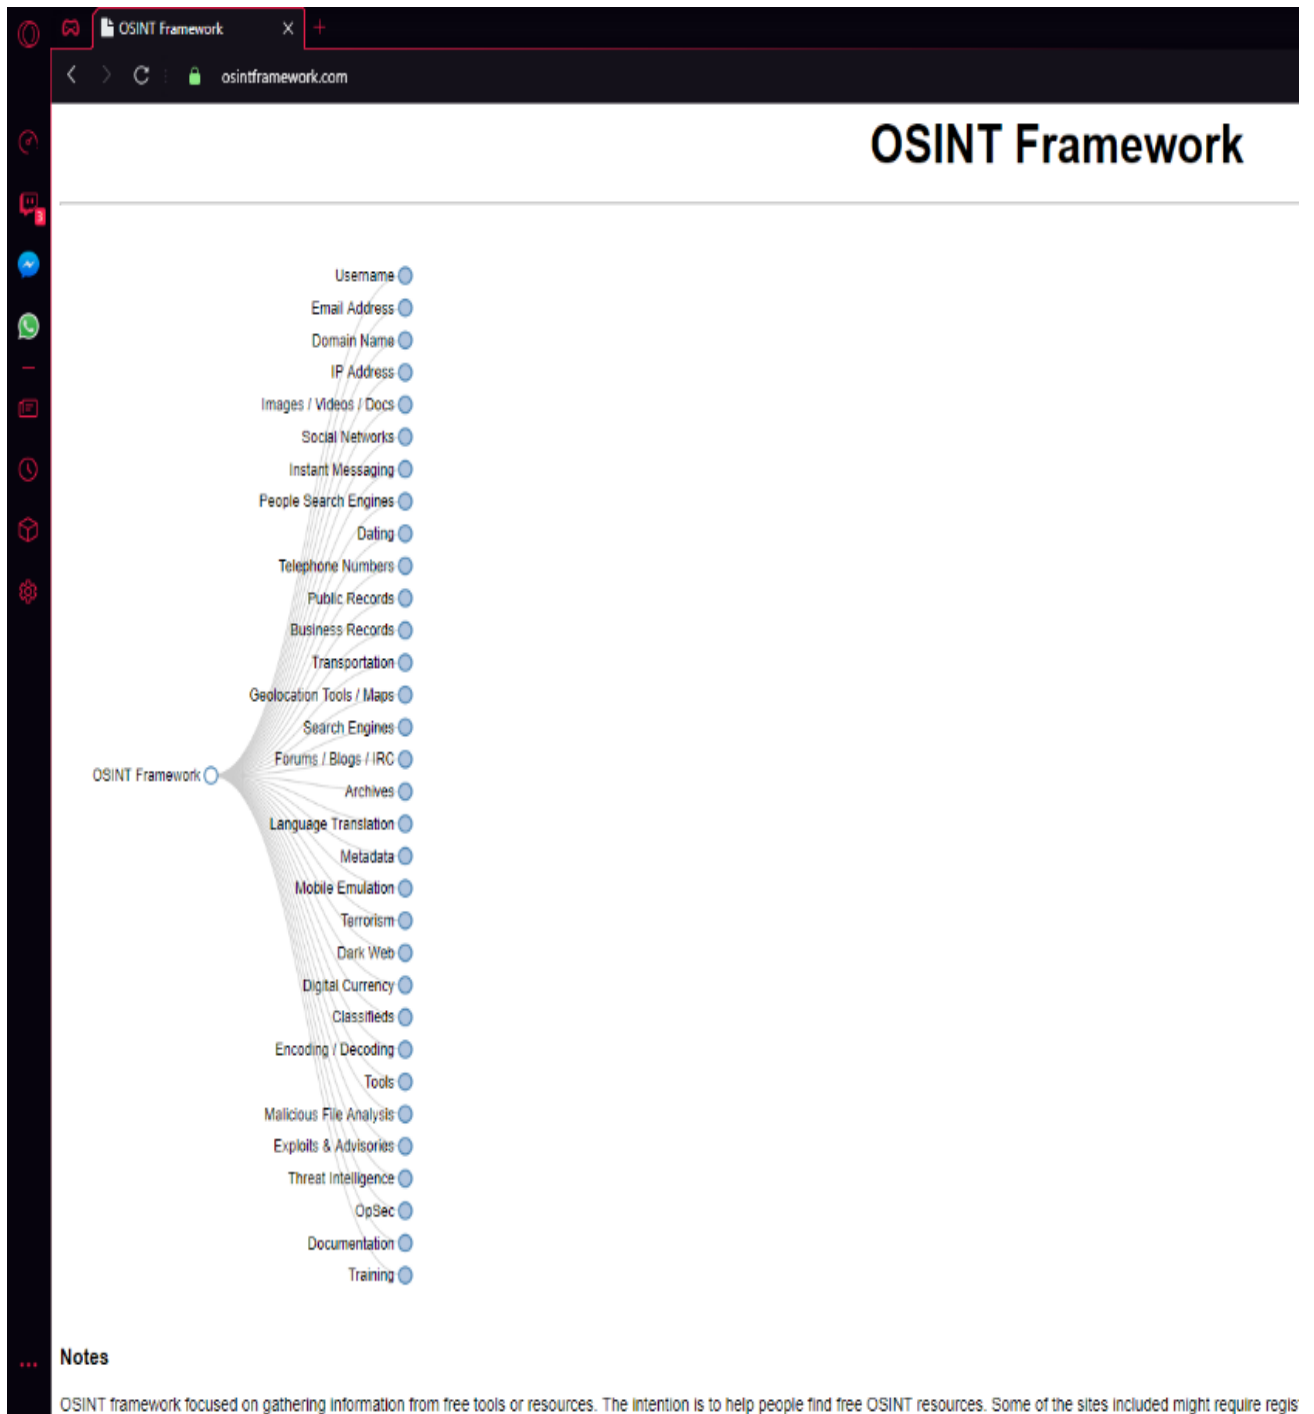 OSINT Framework
osintframework.com
OSINT Framework
3
Username
Email Address
Domain Name
IP Address
Images / Videos / Docs
Social Networks
Instant Messaging
People Search Engines
Dating
Telephone Numbers
Public Records
Business Records
Transportation
Geolocation Tools / Maps
Search Engines
Forums / Blogs / IRC
OSINT Framework
Archives
Language Translation
Metadata
Mobile Emulation
Terrorism
Dark Web
Digital Currency
Classifieds
Encoding / Decoding
Tools
Malicious File Analysis
Exploits & Advisories
Threat Intelligence
OpSec
Documentation
Training
Notes
OSINT framework focused on gathering information from free tools or resources. The intention is to help people find free OSINT resources. Some of the sites included might require regis